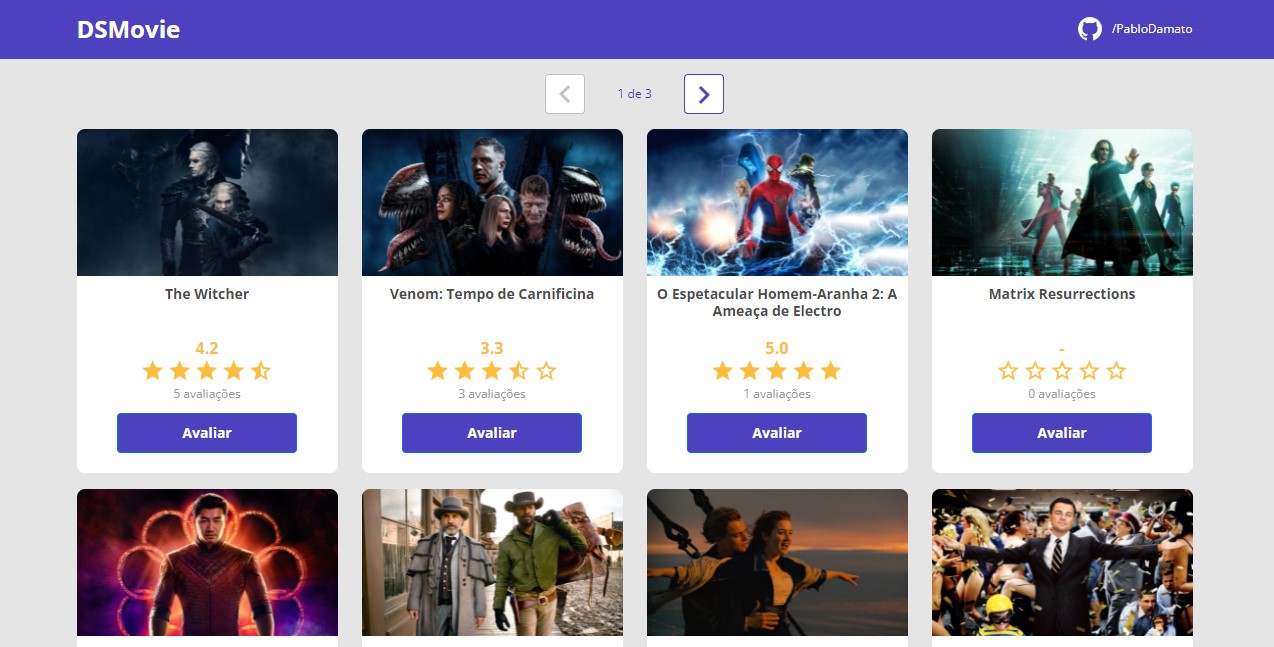 DSMovie
/PabloDamato
1 de 3
The Witcher
4.2
5 avaliações
Avaliar
Venom: Tempo de Carnificina
3.3
3 avaliações
Avaliar
O Espetacular Homem-Aranha 2: A
Ameaça de Electro
5.0
1 avaliações
Avaliar
Matrix Resurrections
-
0 avaliações
Avaliar